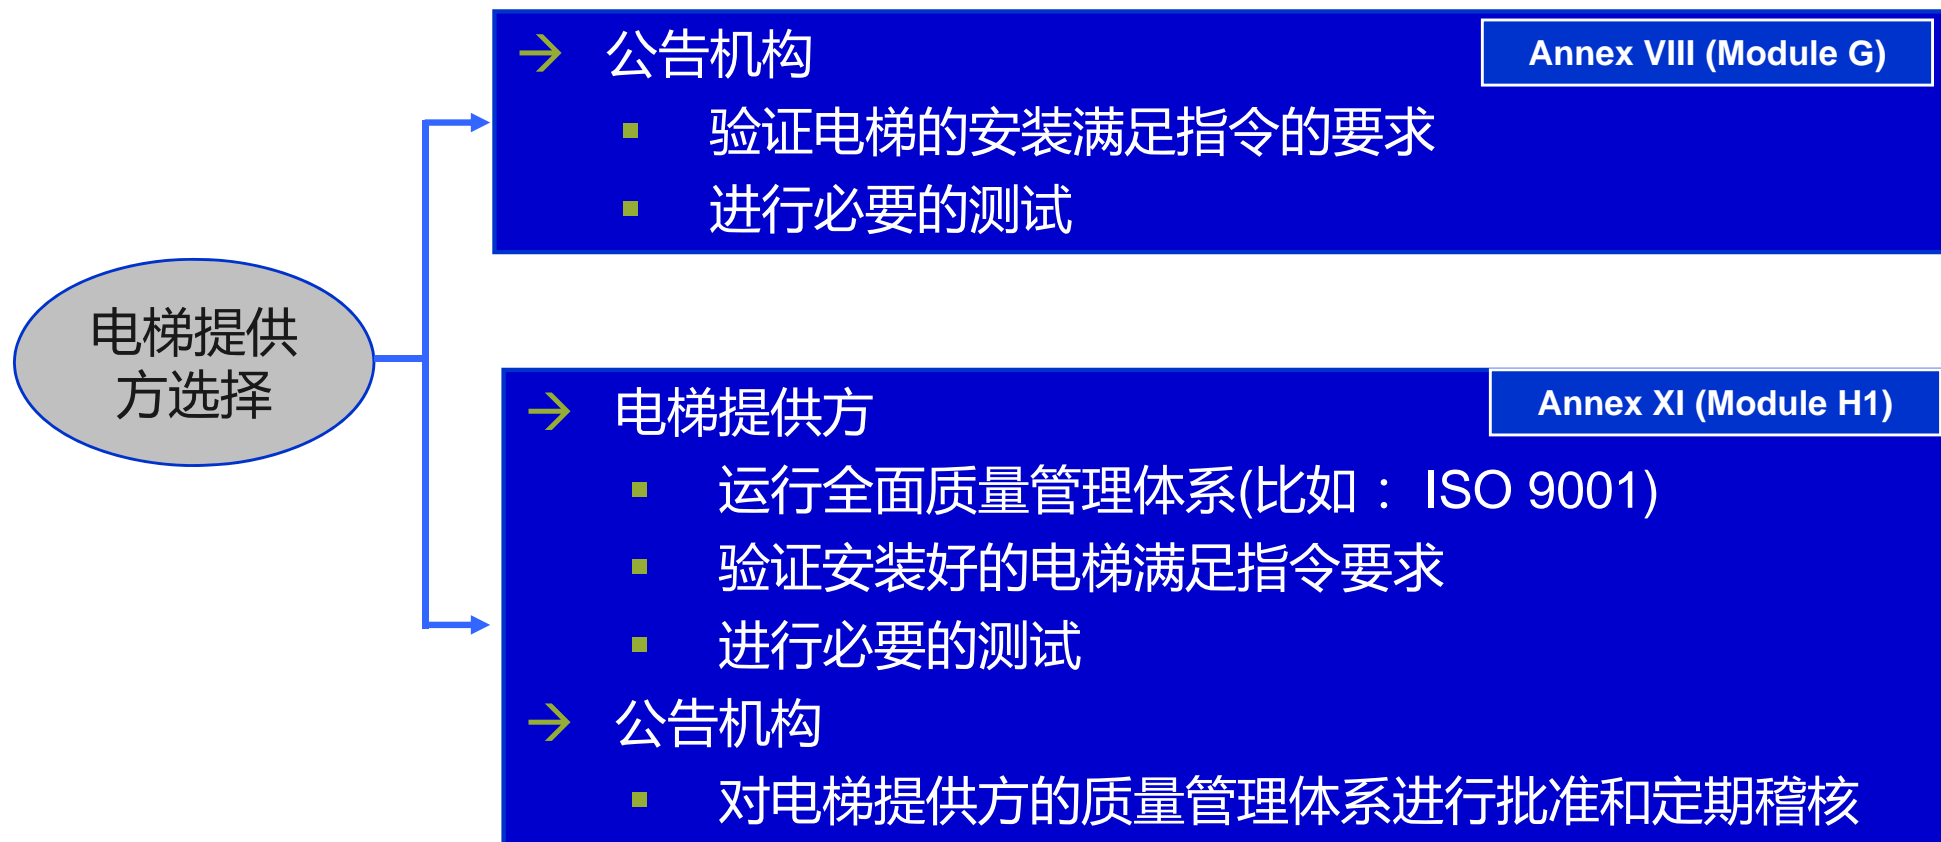 电梯提供
方选择
公告机构
Annex VIII (Module G)
验证电梯的安装满足指令的要求
进行必要的测试
电梯提供方
Annex XI (Module H1)
运行全面质量管理体系(比如 ： ISO 9001)
验证安装好的电梯满足指令要求
进行必要的测试
公告机构
对电梯提供方的质量管理体系进行批准和定期稽核